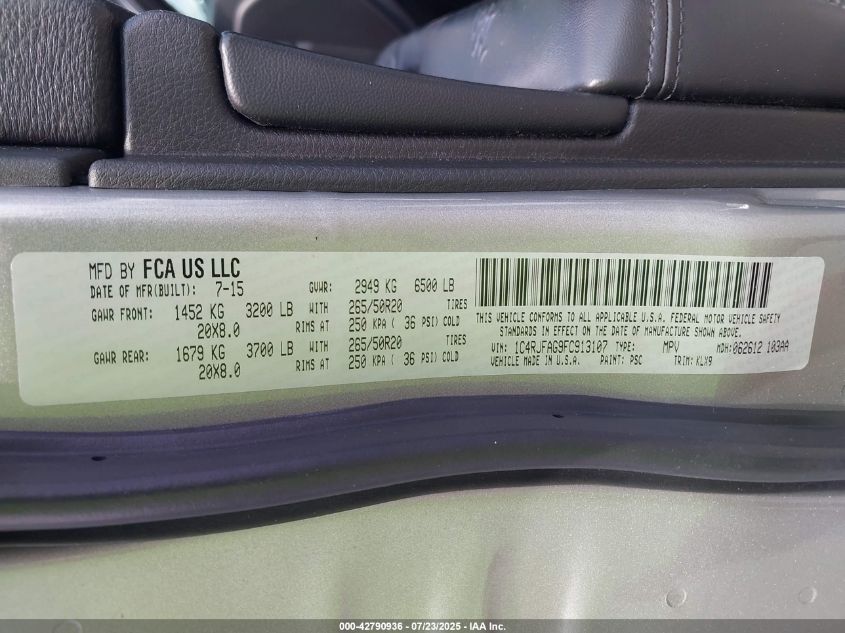 MFD BY FCA US LLC
DATE OF MFR(BUILT): 7-15 GVWR: 2949 KG 6500 LB
GAWR FRONT: 1452 KG 3200 LB WITH 265/50R20 TIRES
20X8.0 RIMS AT 250 KPA ( 36 PSI) COLD
GAWR REAR: 1679 KG 3700 LB WITH 265/50R20 TIRES
20X8.0 RIMS AT 250 KPA ( 36 PSI) COLD
THIS VEHICLE CONFORMS TO ALL APPLICABLE U.S.A. FEDERAL MOTOR VEHICLE SAFETY
STANDARDS IN EFFECT ON THE DATE OF MANUFACTURE SHOWN ABOVE.
VIN: 1C4RJFAG9FC913107 TYPE: MPV MDH: 062612 103AA
VEHICLE MADE IN U.S.A. PAINT: PSC TRIM: KLX9
000-42790936 - 07/23/2025 - IAA Inc.